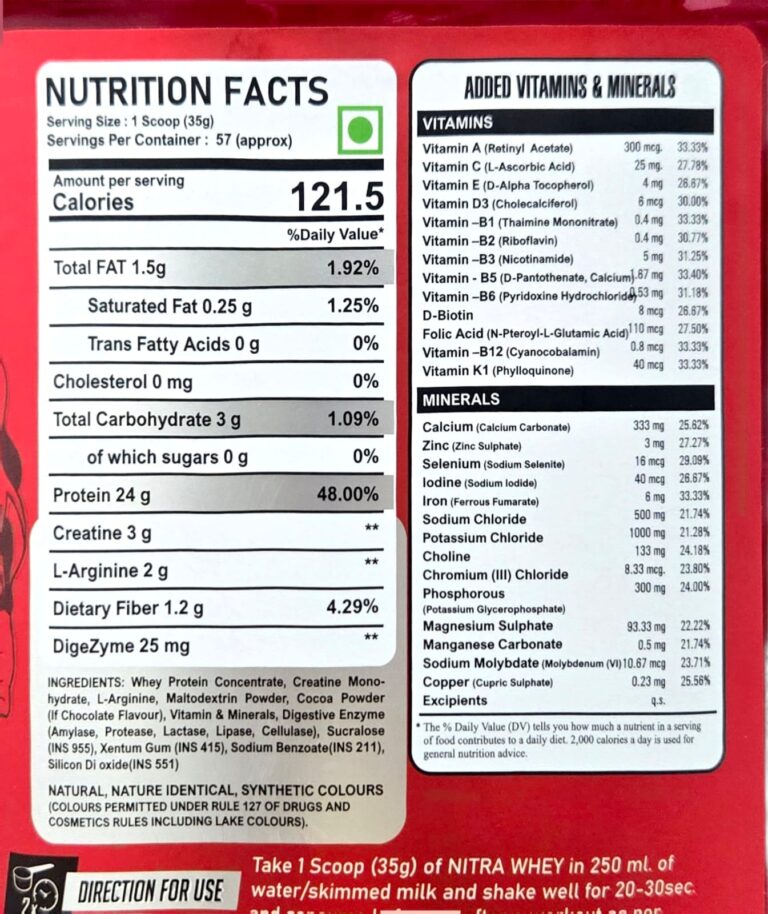 NUTRITION FACTS
Serving Size : 1 Scoop (35g)
Servings Per Container : 57 (approx)
Amount per serving
Calories 121.5
%Daily Value*
Total FAT 1.5g 1.92%
Saturated Fat 0.25 g 1.25%
Trans Fatty Acids 0 g 0%
Cholesterol 0 mg 0%
Total Carbohydrate 3 g 1.09%
of which sugars 0 g 0%
Protein 24 g 48.00%
Creatine 3 g **
L-Arginine 2 g **
Dietary Fiber 1.2 g 4.29%
DigeZyme 25 mg **
INGREDIENTS: Whey Protein Concentrate, Creatine Mono-
hydrate, L-Arginine, Maltodextrin Powder, Cocoa Powder
(If Chocolate Flavour), Vitamin & Minerals, Digestive Enzyme
(Amylase, Protease, Lactase, Lipase, Cellulase), Sucralose
(INS 955), Xentum Gum (INS 415), Sodium Benzoate(INS 211),
Silicon Di oxide(INS 551)
NATURAL, NATURE IDENTICAL, SYNTHETIC COLOURS
(COLOURS PERMITTED UNDER RULE 127 OF DRUGS AND
COSMETICS RULES INCLUDING LAKE COLOURS).
ADDED VITAMINS & MINERALS
VITAMINS
Vitamin A (Retinyl Acetate) 300 mcg. 33.33%
Vitamin C (L-Ascorbic Acid) 25 mg. 27.78%
Vitamin E (D-Alpha Tocopherol) 4 mg 26.67%
Vitamin D3 (Cholecalciferol) 6 mcg 30.00%
Vitamin –B1 (Thaimine Mononitrate) 0.4 mg 33.33%
Vitamin –B2 (Riboflavin) 0.4 mg 30.77%
Vitamin –B3 (Nicotinamide) 5 mg 31.25%
Vitamin - B5 (D-Pantothenate, Calcium) 1.67 mg 33.40%
Vitamin –B6 (Pyridoxine Hydrochloride) 0.53 mg 31.18%
D-Biotin 8 mcg 26.67%
Folic Acid (N-Pteroyl-L-Glutamic Acid) 110 mcg 27.50%
Vitamin –B12 (Cyanocobalamin) 0.8 mcg 33.33%
Vitamin K1 (Phylloquinone) 40 mcg 33.33%
MINERALS
Calcium (Calcium Carbonate) 333 mg 25.62%
Zinc (Zinc Sulphate) 3 mg 27.27%
Selenium (Sodium Selenite) 16 mcg 29.09%
Iodine (Sodium Iodide) 40 mcg 26.67%
Iron (Ferrous Fumarate) 6 mg 33.33%
Sodium Chloride 500 mg 21.74%
Potassium Chloride 1000 mg 21.28%
Choline 133 mg 24.18%
Chromium (III) Chloride 8.33 mcg. 23.80%
Phosphorous 300 mg 24.00%
(Potassium Glycerophosphate)
Magnesium Sulphate 93.33 mg 22.22%
Manganese Carbonate 0.5 mg 21.74%
Sodium Molybdate (Molybdenum (VI) 10.67 mcg 23.71%
Copper (Cupric Sulphate) 0.23 mg 25.56%
Excipients q.s.
* The % Daily Value (DV) tells you how much a nutrient in a serving
of food contributes to a daily diet. 2,000 calories a day is used for
general nutrition advice.
2x
DIRECTION FOR USE
Take 1 Scoop (35g) of NITRA WHEY in 250 ml. of
water/skimmed milk and shake well for 20-30sec.